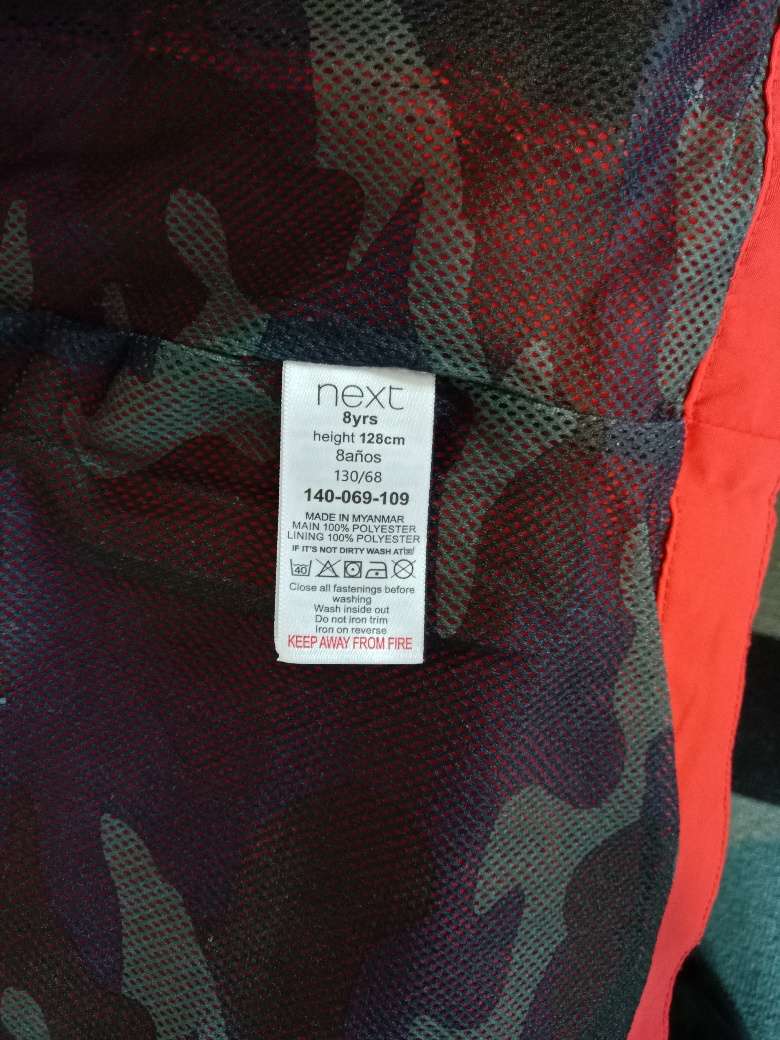 next
8yrs
height 128cm
8años
130/68
140-069-109
MADE IN MYANMAR
MAIN 100% POLYESTER
LINING 100% POLYESTER
IF IT'S NOT DIRTY WASH AT
40
Close all fastenings before
washing
Wash inside out
Do not iron trim
Iron on reverse
KEEP AWAY FROM FIRE